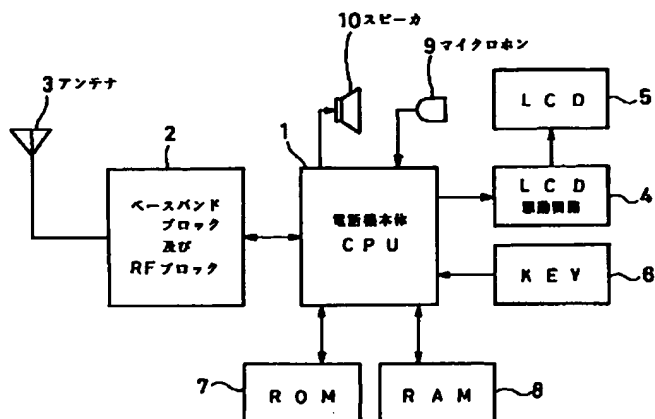 10 スピーカ
9 マイクロホン
3 アンテナ
2
1
ベースバンド
ブロック
及び
RFブロック
電話機本体
CPU
LCD
5
LCD
駆動回路
4
KEY
6
7
ROM
RAM
8